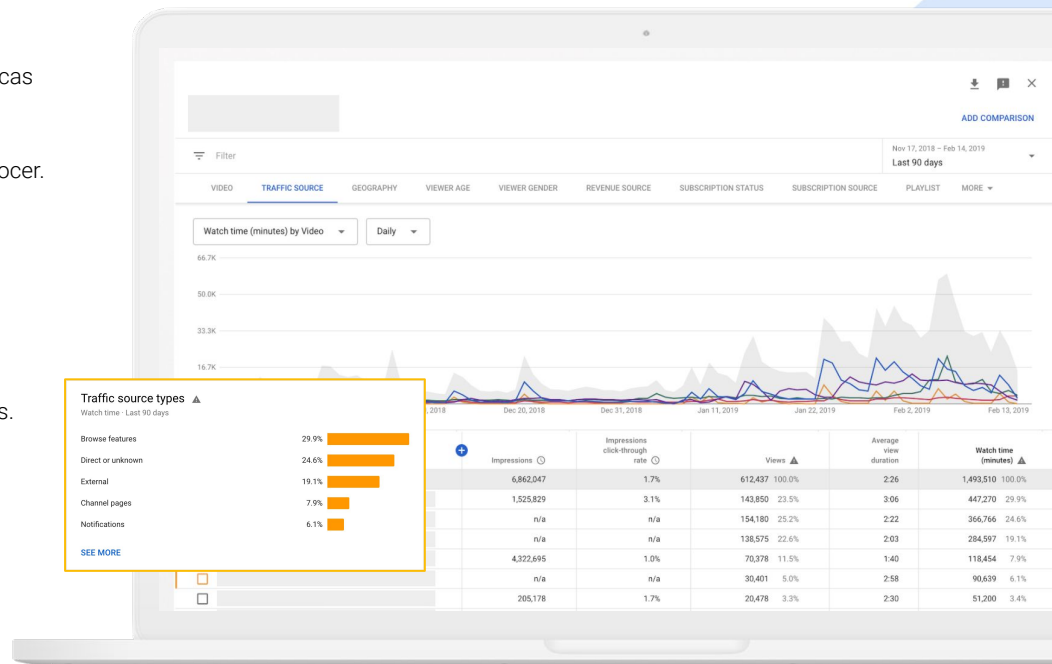 cas
ocer.
s.
ADD COMPARISON
Filter
Nov 17, 2018 – Feb 14, 2019
Last 90 days
VIDEO TRAFFIC SOURCE GEOGRAPHY VIEWER AGE VIEWER GENDER REVENUE SOURCE SUBSCRIPTION STATUS SUBSCRIPTION SOURCE PLAYLIST MORE
Watch time (minutes) by Video Daily
66.7K
50.0K
33.3K
16.7K
, 2018 Dec 20, 2018 Dec 31, 2018 Jan 11, 2019 Jan 22, 2019 Feb 2, 2019 Feb 13, 2019
Traffic source types
Watch time · Last 90 days
Browse features 29.9%
Direct or unknown 24.6%
External 19.1%
Channel pages 7.9%
Notifications 6.1%
SEE MORE
Impressions Impressions click-through rate Views Average view duration Watch time (minutes)
6,862,047 1.7% 612,437 100.0% 2:26 1,493,510 100.0%
1,525,829 3.1% 143,850 23.5% 3:06 447,270 29.9%
n/a n/a 154,180 25.2% 2:22 366,766 24.6%
n/a n/a 138,575 22.6% 2:03 284,597 19.1%
4,322,695 1.0% 70,378 11.5% 1:40 118,454 7.9%
n/a n/a 30,401 5.0% 2:58 90,639 6.1%
205,178 1.7% 20,478 3.3% 2:30 51,200 3.4%